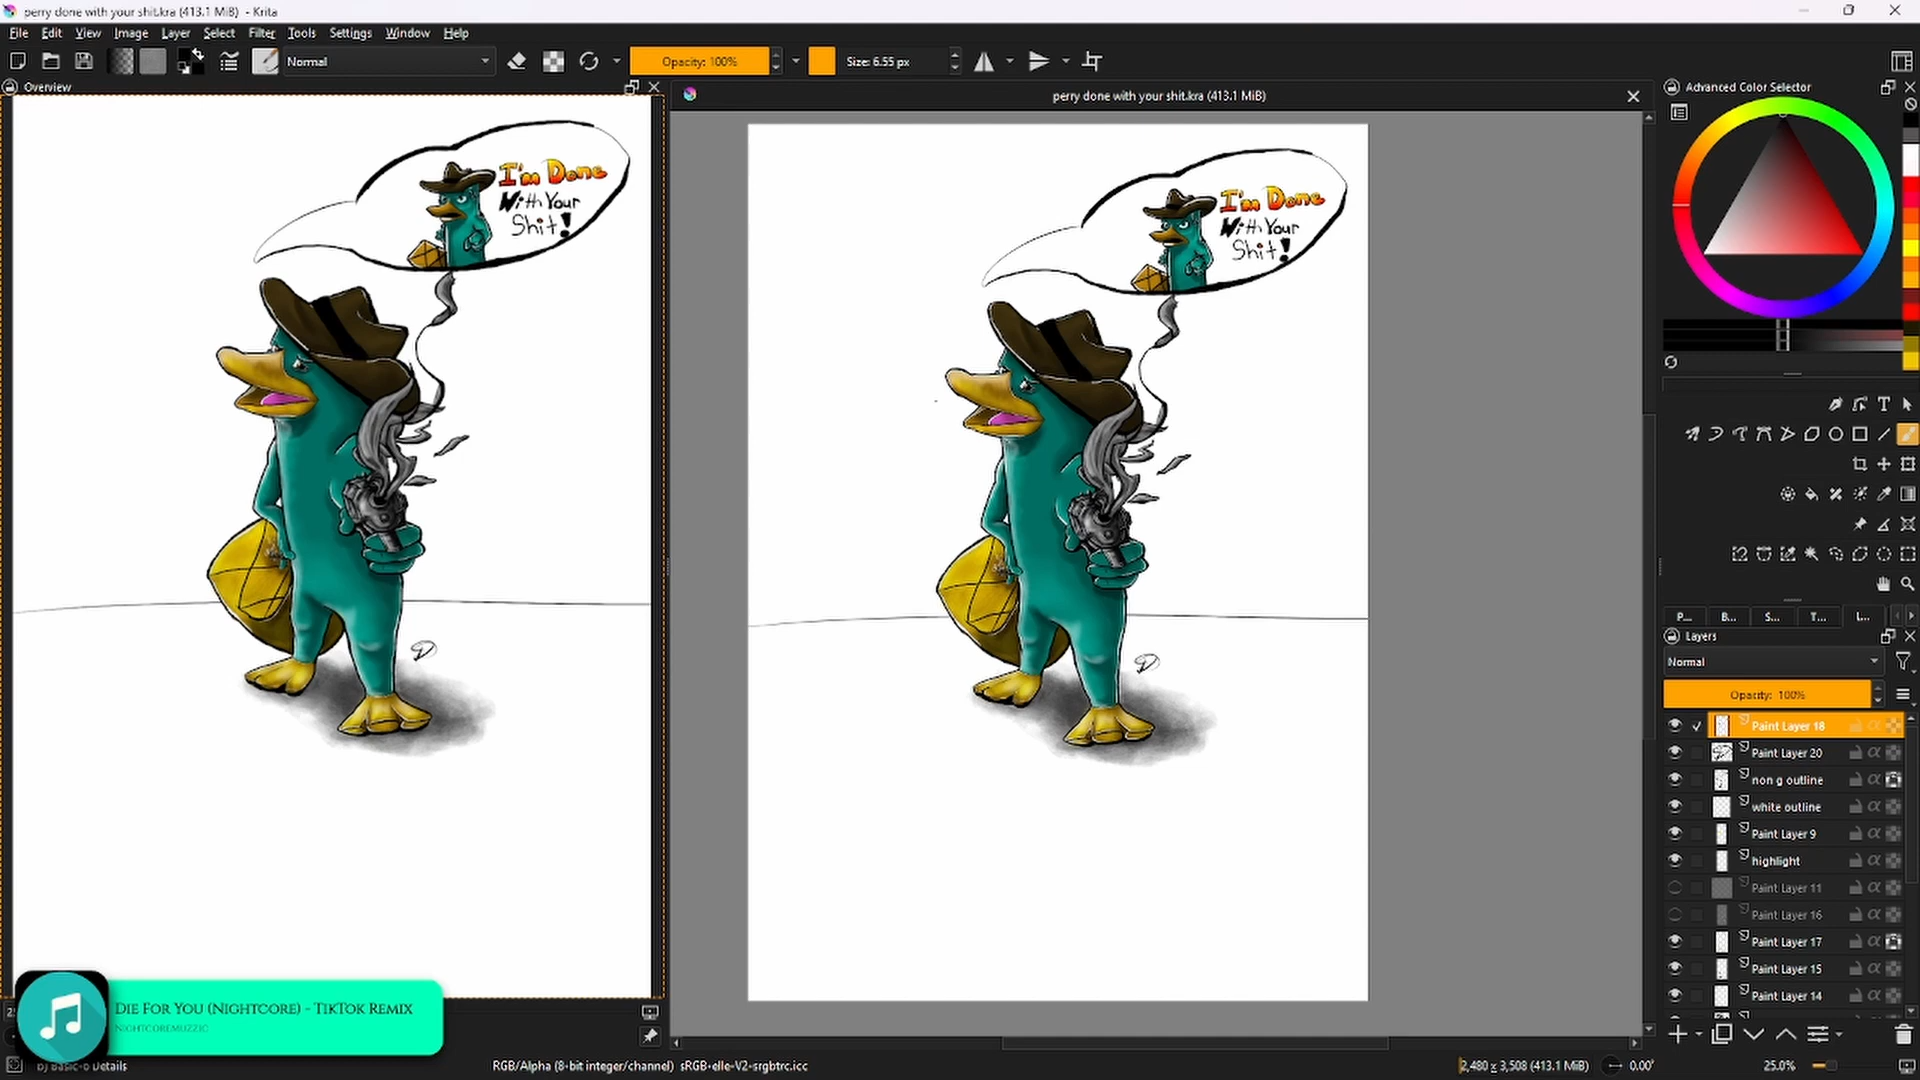 perry done with your shit.kra (413.1 MiB) - Krita
File Edit View Image Layer Select Filter Tools Settings Window Help
Normal
Opacity: 100%
Size: 6.55 px
Overview
perry done with your shit.kra (413.1 MiB)
Advanced Color Selector
I'm Done
With Your
Shit!
I'm Done
With Your
Shit!
P... B... S... T... L...
Layers
Normal
Opacity: 100%
Paint Layer 18
Paint Layer 20
non g outline
white outline
Paint Layer 9
highlight
Paint Layer 11
Paint Layer 16
Paint Layer 17
Paint Layer 15
Paint Layer 14
Die For You (Nightcore) - TikTok Remix
Nightcoremuzzic
b) Basic-6 Details
RGB/Alpha (8-bit integer/channel) sRGB-elle-V2-srgbtrc.icc
2,480 x 3,508 (413.1 MiB)
0.00°
25.0%